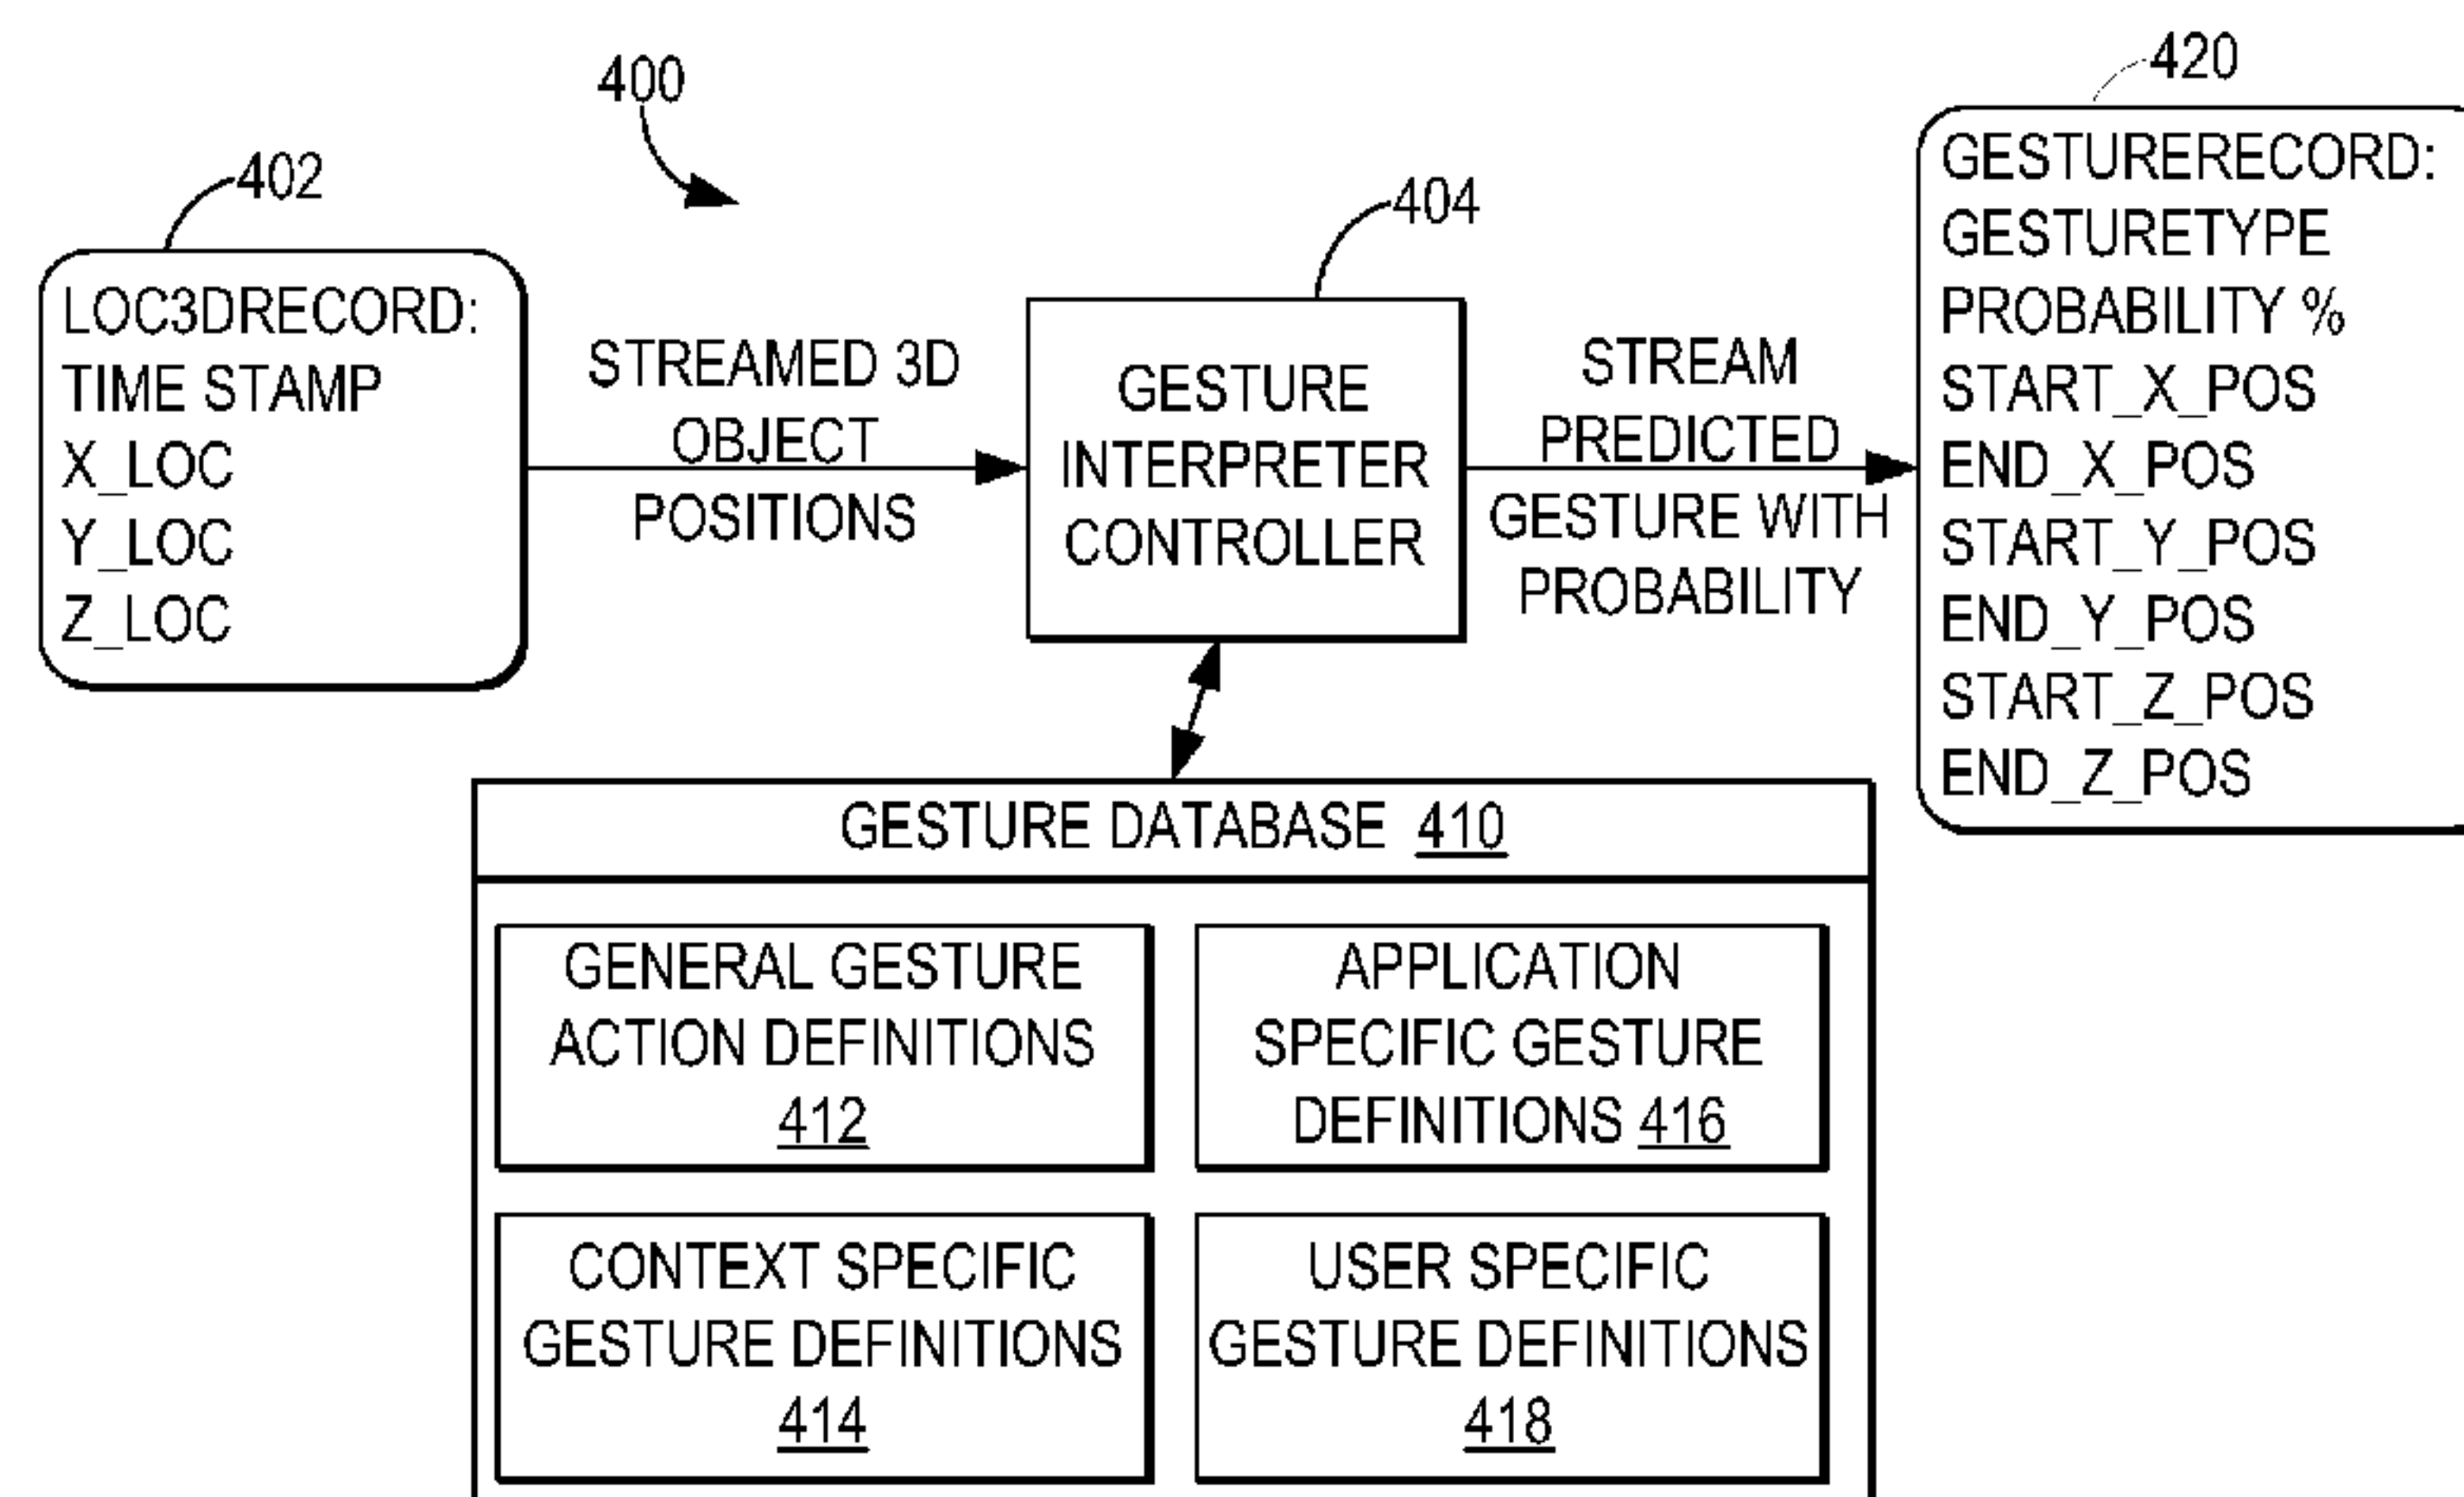 400
402
LOC3DRECORD:
TIME STAMP
X_LOC
Y_LOC
Z_LOC
STREAMED 3D
OBJECT
POSITIONS
404
GESTURE
INTERPRETER
CONTROLLER
STREAM
PREDICTED
GESTURE WITH
PROBABILITY
420
GESTURERECORD:
GESTURETYPE
PROBABILITY %
START_X_POS
END_X_POS
START_Y_POS
END_Y_POS
START_Z_POS
END_Z_POS
GESTURE DATABASE 410
GENERAL GESTURE
ACTION DEFINITIONS
412
APPLICATION
SPECIFIC GESTURE
DEFINITIONS 416
CONTEXT SPECIFIC
GESTURE DEFINITIONS
414
USER SPECIFIC
GESTURE DEFINITIONS
418